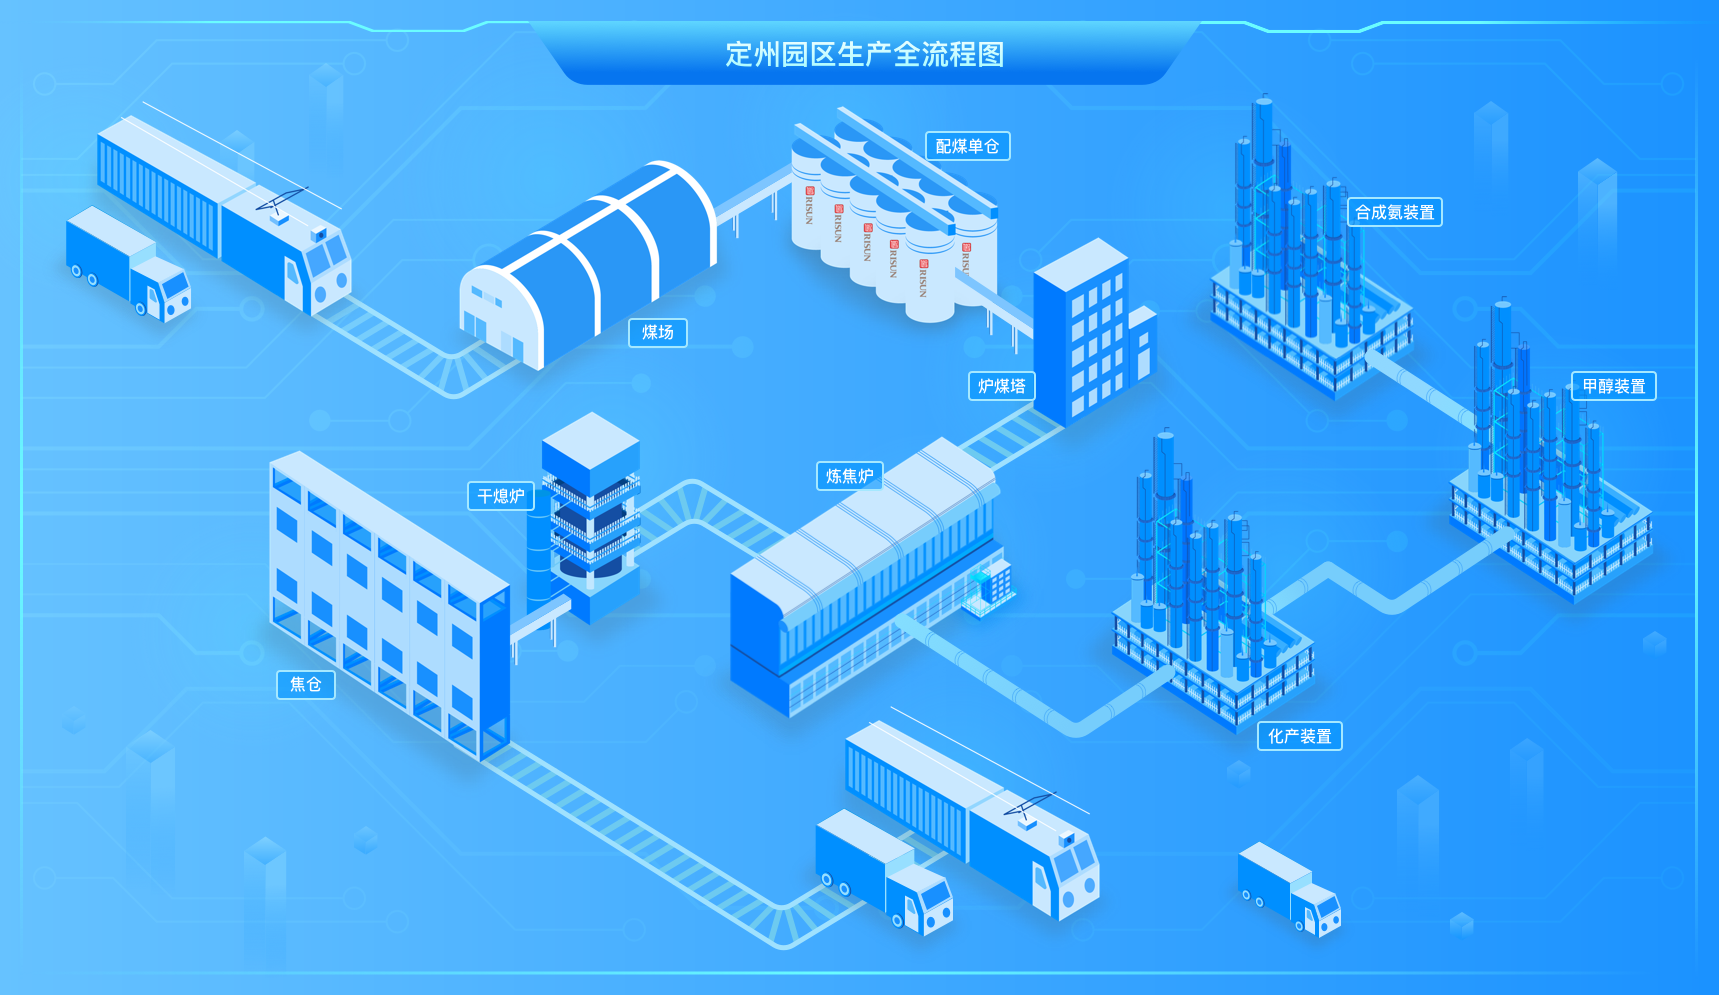 定州园区生产全流程图
配煤单仓
RISUN
RISUN
RISUN
RISUN
RISUN
RISU
合成氨装置
煤场
炉煤塔
甲醇装置
炼焦炉
干熄炉
焦仓
化产装置